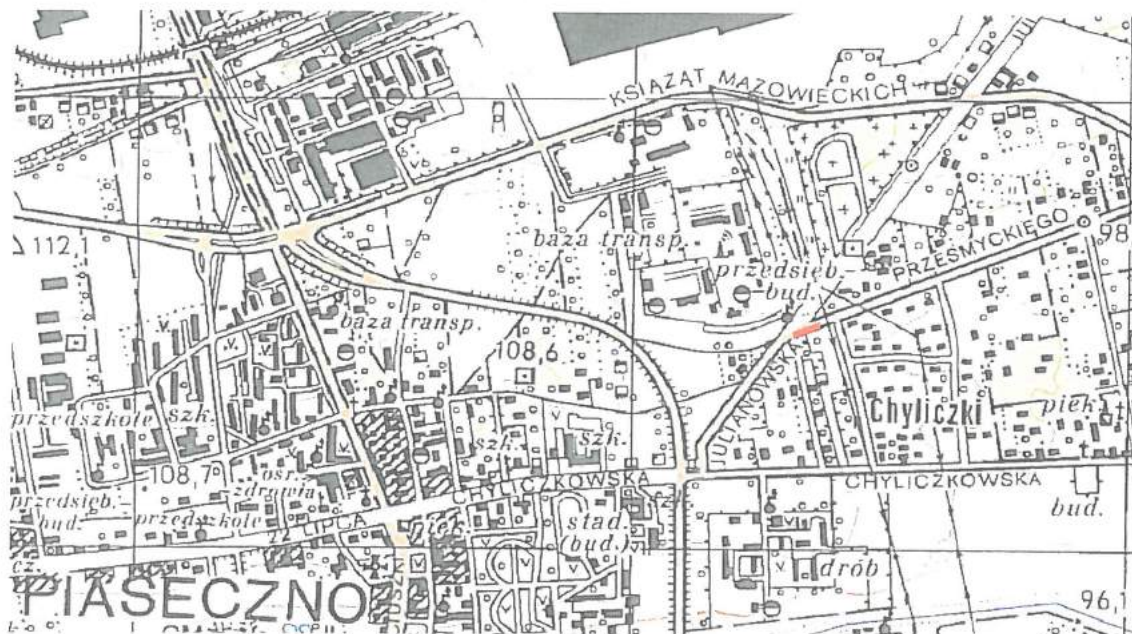 KSIĄŻĄT MAZOWIECKICH
112,1
98
PRZESMYCKIEGO
baza transp.
przedsięb.
bud.
baza transp.
108,6
JULIANOWSKA
Chyliczki
piek.
przedszkole
szk.
szk.
szk.
108,7
ośr.
zdrowia
CHYLICZKOWSKA
CHYLICZKOWSKA
przedsięb.
bud.
przedszkole
piek.
stad.
(bud.)
bud.
drób
PIASECZNO
96,1